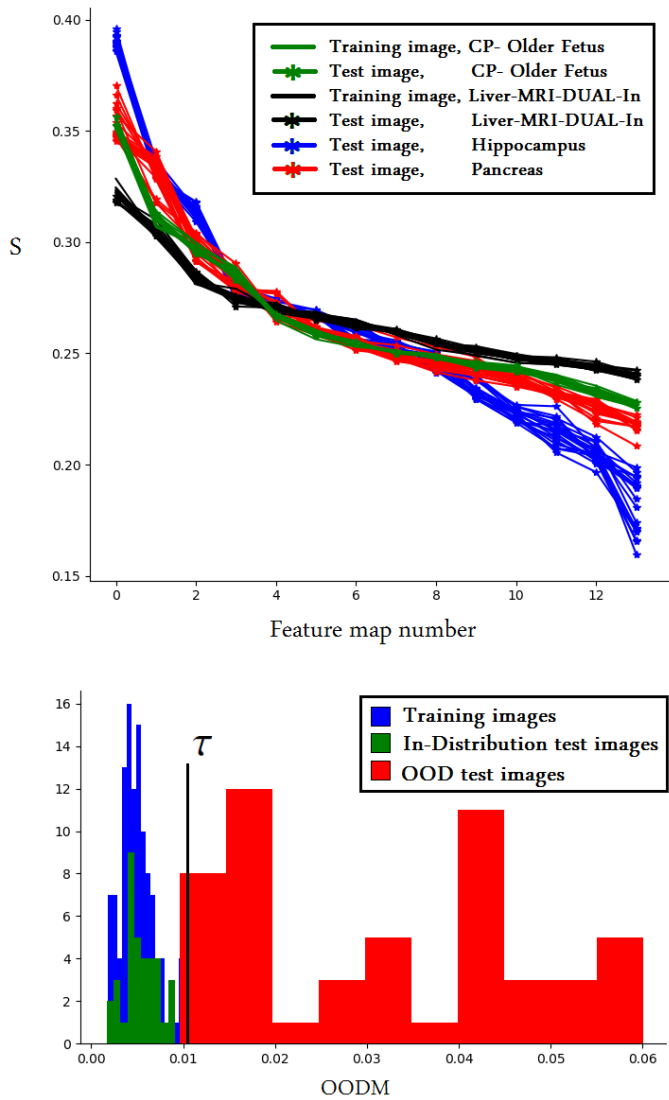 0.40
0.35
0.30
0.25
0.20
0.15
S
Training image, CP- Older Fetus
Test image, CP- Older Fetus
Training image, Liver-MRI-DUAL-In
Test image, Liver-MRI-DUAL-In
Test image, Hippocampus
Test image, Pancreas
0 2 4 6 8 10 12
Feature map number
16
14
12
10
8
6
4
2
0
τ
Training images
In-Distribution test images
OOD test images
0.00 0.01 0.02 0.03 0.04 0.05 0.06
OODM